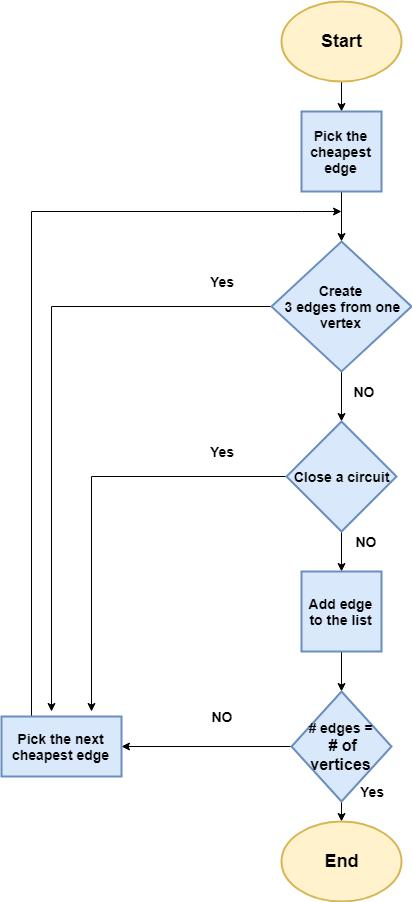 Start
Pick the
cheapest
edge
Yes
Create
3 edges from one
vertex
NO
Yes
Close a circuit
NO
Add edge
to the list
NO
# edges =
# of
vertices
Pick the next
cheapest edge
Yes
End